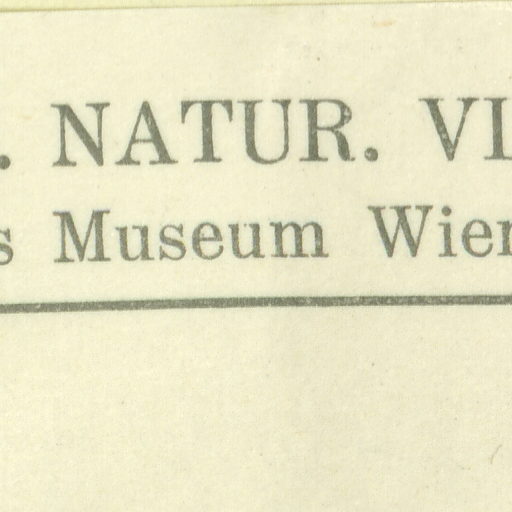 . NATUR. VI
s Museum Wien